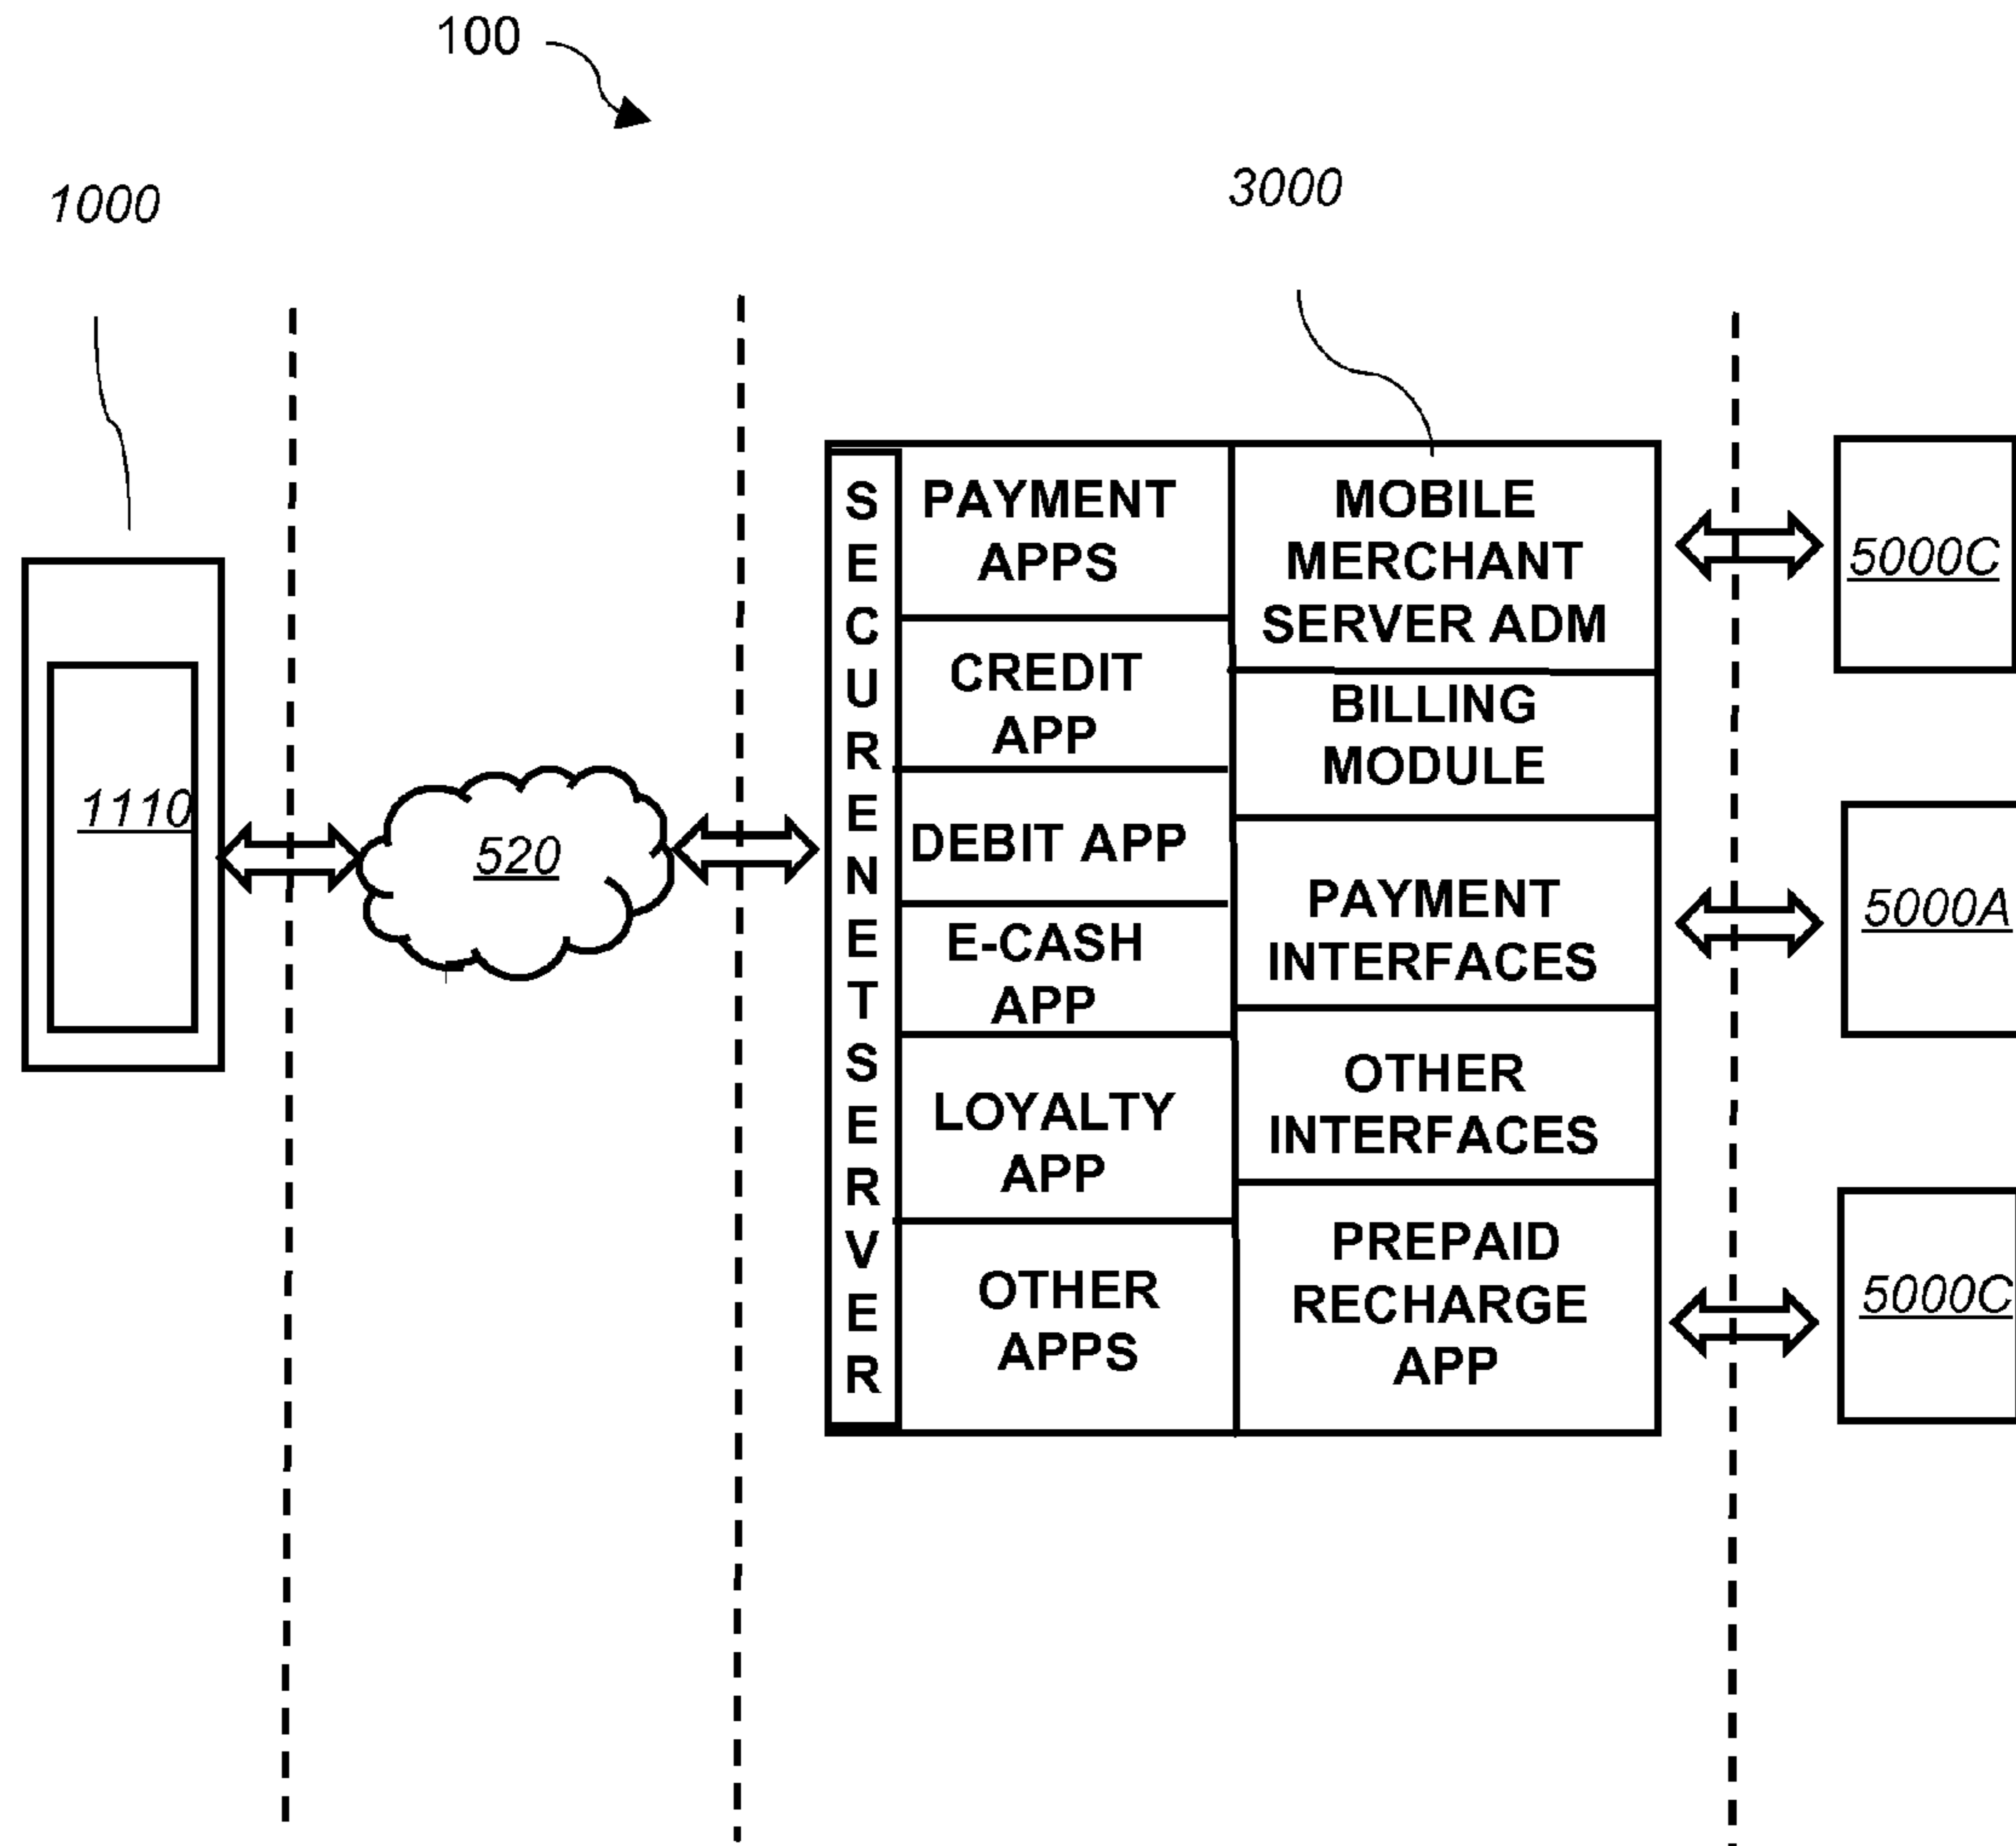 100
1000
3000
SECURENETSERVER
PAYMENT
APPS
CREDIT
APP
DEBIT APP
E-CASH
APP
LOYALTY
APP
OTHER
APPS
MOBILE
MERCHANT
SERVER ADM
BILLING
MODULE
PAYMENT
INTERFACES
OTHER
INTERFACES
PREPAID
RECHARGE
APP
1110
520
5000C
5000A
5000C